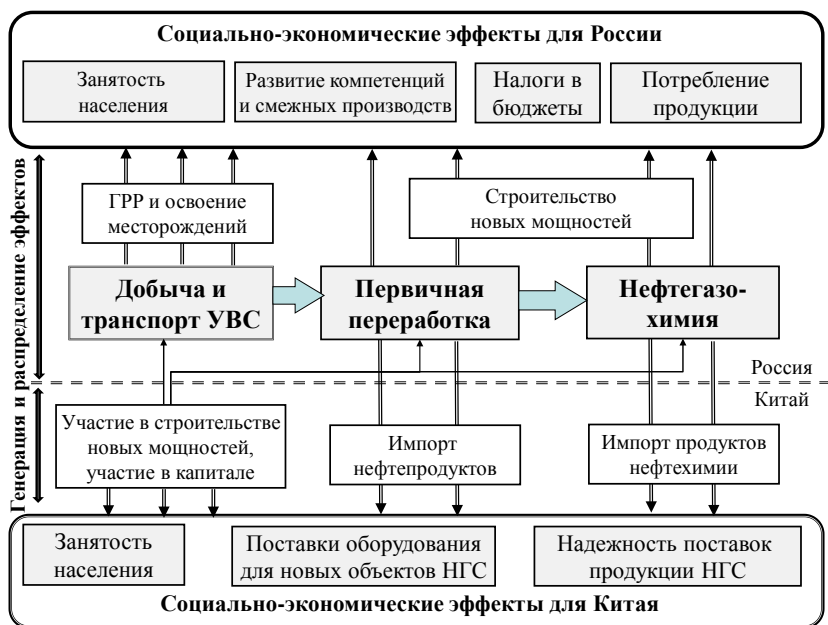 Социально-экономические эффекты для России
Занятость
населения
Развитие компетенций
и смежных производств
Налоги в
бюджеты
Потребление
продукции
Генерация и распределение эффектов
ГРР и освоение
месторождений
Строительство
новых мощностей
Добыча и
транспорт УВС
Первичная
переработка
Нефтегазо-
химия
Россия
Китай
Участие в строительстве
новых мощностей,
участие в капитале
Импорт
нефтепродуктов
Импорт продуктов
нефтехимии
Занятость
населения
Поставки оборудования
для новых объектов НГС
Надежность поставок
продукции НГС
Социально-экономические эффекты для Китая